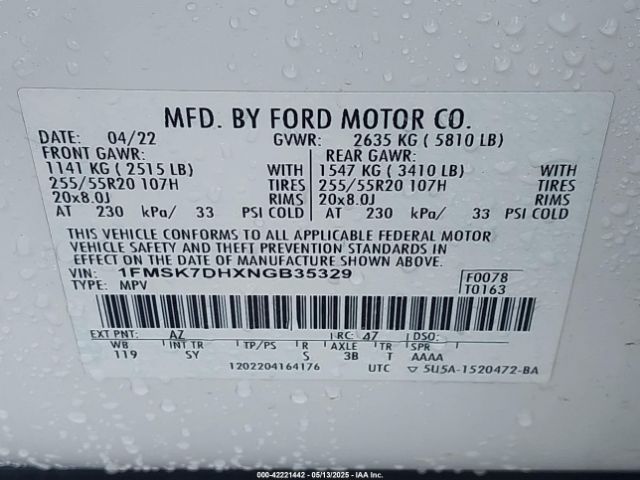 MFD. BY FORD MOTOR CO.
DATE: 04/22 GVWR: 2635 KG ( 5810 LB)
FRONT GAWR: REAR GAWR:
1141 KG ( 2515 LB) WITH 1547 KG ( 3410 LB) WITH
255/55R20 107H TIRES 255/55R20 107H TIRES
20x8.0J RIMS 20x8.0J RIMS
AT 230 kPa/ 33 PSI COLD AT 230 kPa/ 33 PSI COLD
THIS VEHICLE CONFORMS TO ALL APPLICABLE FEDERAL MOTOR
VEHICLE SAFETY AND THEFT PREVENTION STANDARDS IN
EFFECT ON THE DATE OF MANUFACTURE SHOWN ABOVE.
VIN: 1FMSK7DHXNGB35329 F0078
TYPE: MPV T0163
EXT PNT: AZ RC: 47 DSO:
WB INT TR TP/PS R AXLE TR SPR
119 5Y S 3B T AAAA
1202204164176 UTC ▽ 5U5A-1520472-BA
000-42221442 - 05/13/2025 - IAAI.com